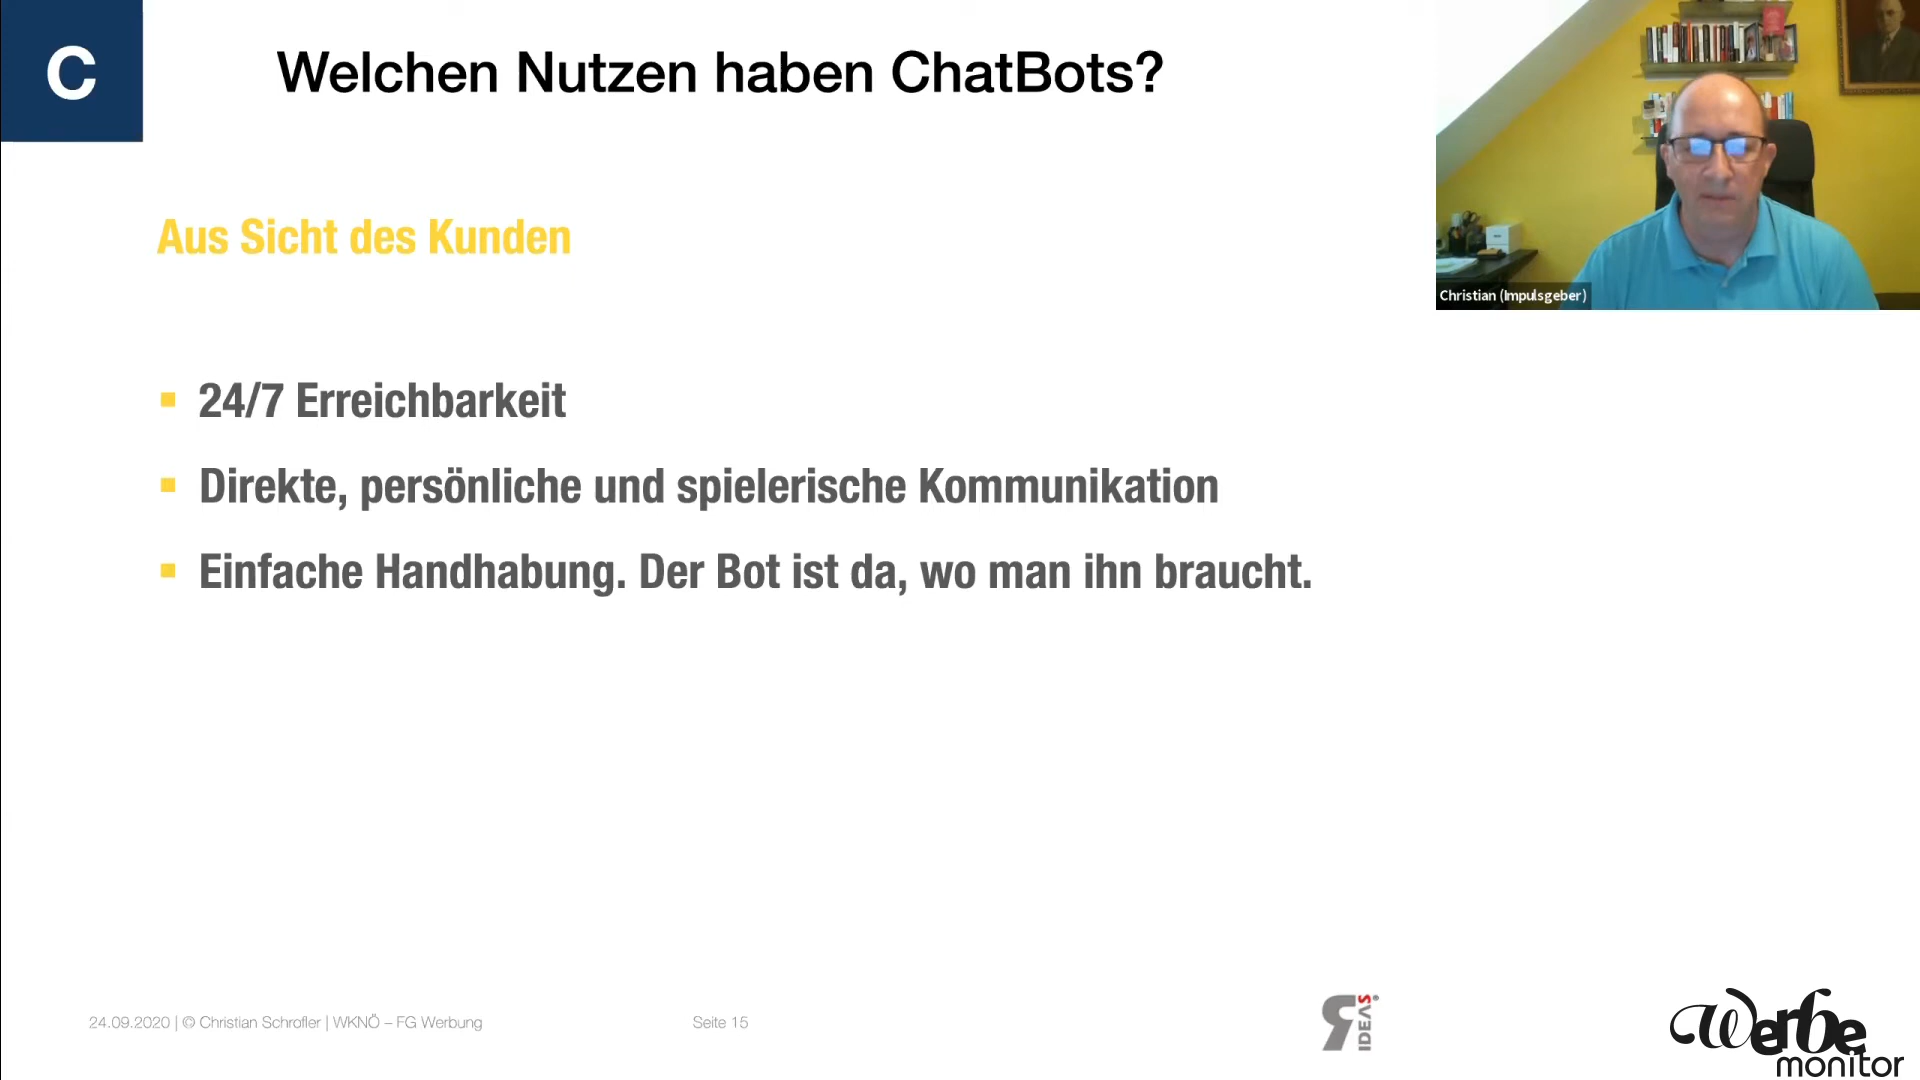 C
Welchen Nutzen haben ChatBots?
Aus Sicht des Kunden
24/7 Erreichbarkeit
Direkte, persönliche und spielerische Kommunikation
Einfache Handhabung. Der Bot ist da, wo man ihn braucht.
Christian (Impulsgeber)
24.09.2020 | © Christian Schrofler | WKNÖ – FG Werbung
Seite 15
IDEAS®
Werbe
monitor